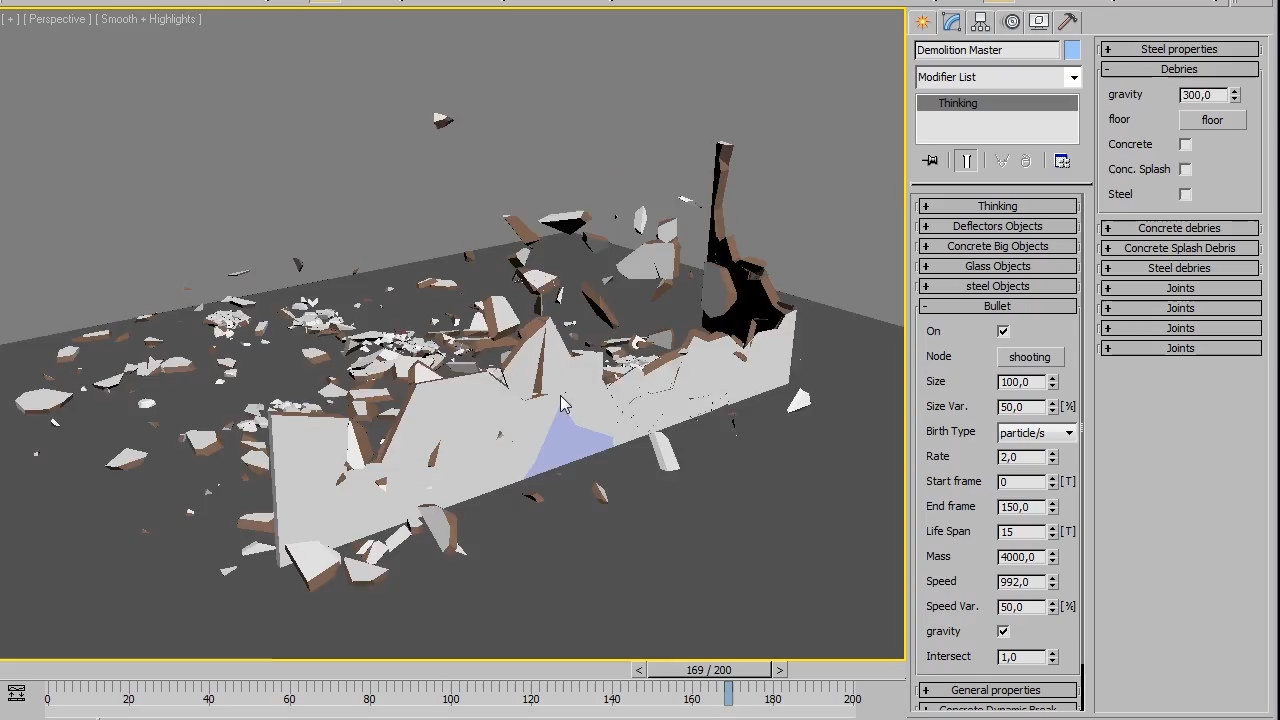 [ + ] [ Perspective ] [ Smooth + Highlights ]
Demolition Master
Modifier List
Thinking
+ Thinking
+ Deflectors Objects
+ Concrete Big Objects
+ Glass Objects
+ steel Objects
- Bullet
On
Node shooting
Size 100,0
Size Var. 50,0 [%]
Birth Type particle/s
Rate 2,0
Start frame 0 [T]
End frame 150,0
Life Span 15 [T]
Mass 4000,0
Speed 992,0
Speed Var. 50,0 [%]
gravity
Intersect 1,0
+ General properties
+ Concrete Dynamic Break
+ Steel properties
- Debries
gravity 300,0
floor floor
Concrete
Conc. Splash
Steel
+ Concrete debries
+ Concrete Splash Debris
+ Steel debries
+ Joints
+ Joints
+ Joints
+ Joints
< 169 / 200 >
0 20 40 60 80 100 120 140 160 180 200